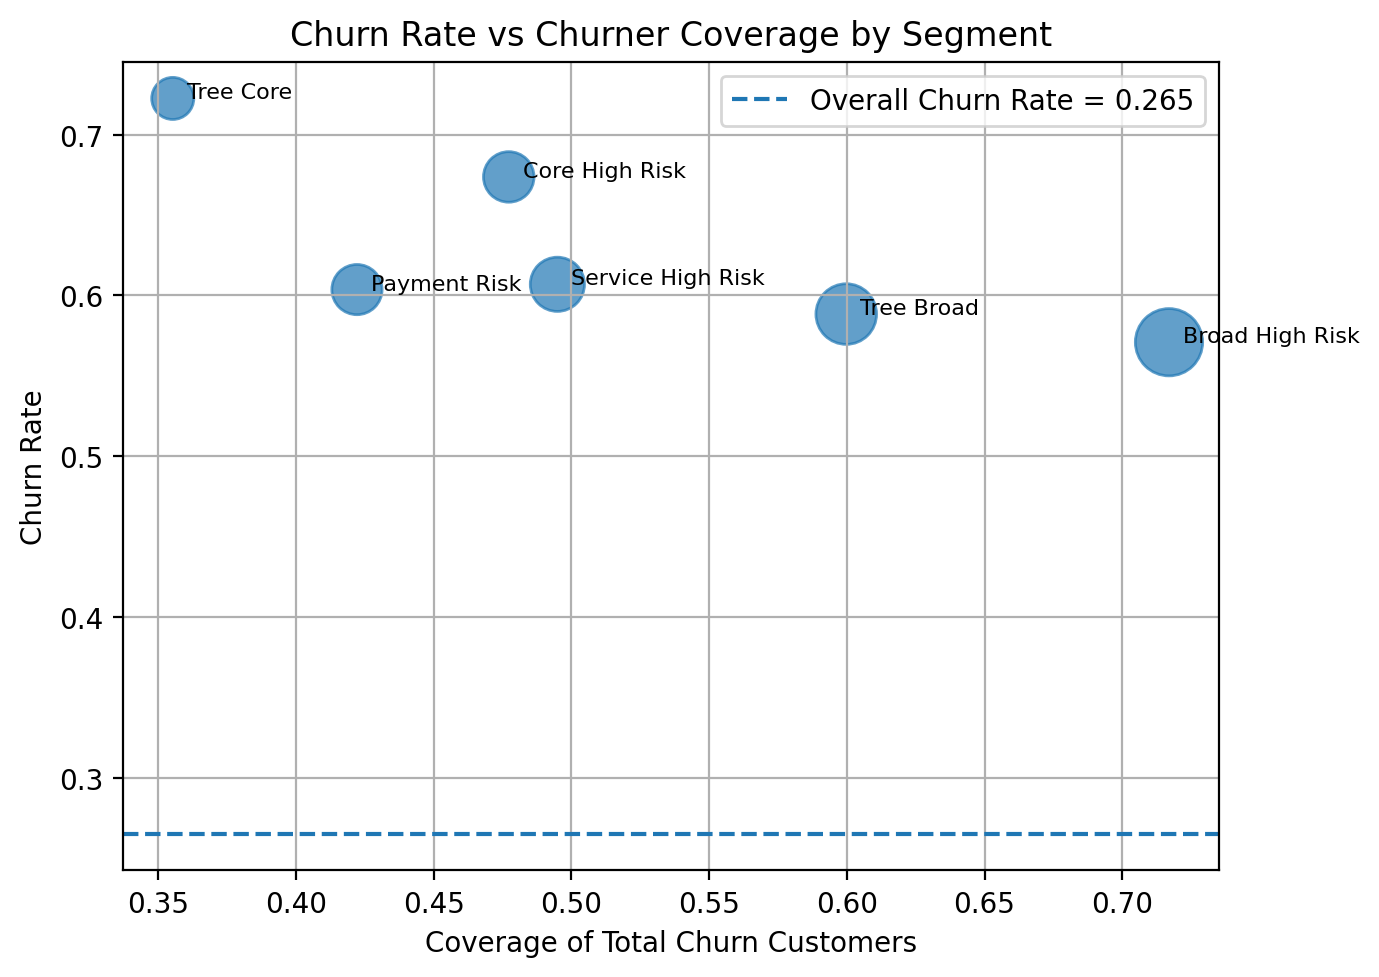 Churn Rate vs Churner Coverage by Segment
Overall Churn Rate = 0.265
Tree Core
Core High Risk
Payment Risk
Service High Risk
Tree Broad
Broad High Risk
Churn Rate
0.7
0.6
0.5
0.4
0.3
0.35 0.40 0.45 0.50 0.55 0.60 0.65 0.70
Coverage of Total Churn Customers